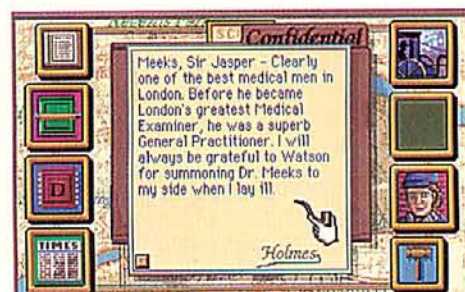 SC
Confidential
Meeks, Sir Jasper - Clearly
one of the best medical men in
London. Before he became
London's greatest Medical
Examiner, he was a superb
General Practitioner. I will
always be grateful to Watson
for summoning Dr. Meeks to
my side when I lay ill.
Holmes
D
TIMES